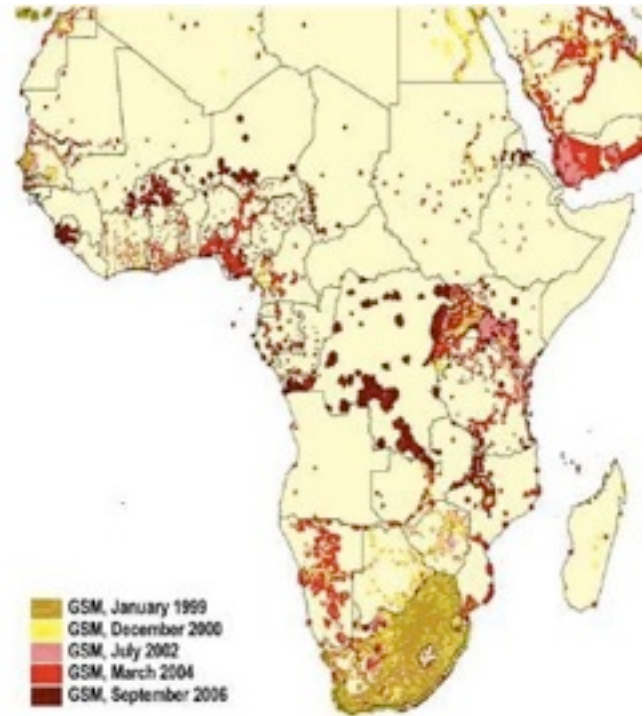 GSM, January 1999
GSM, December 2000
GSM, July 2002
GSM, March 2004
GSM, September 2006